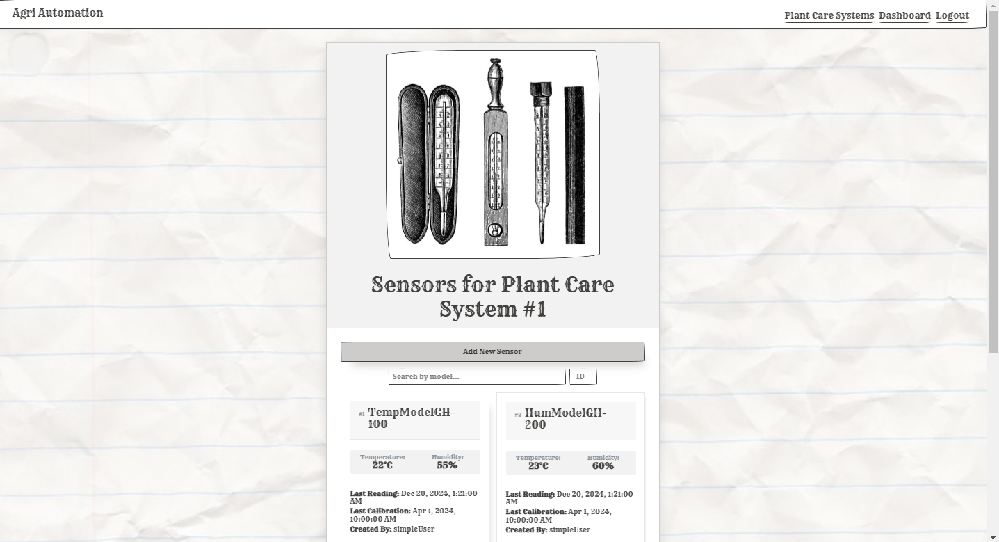 Agri Automation
Plant Care Systems Dashboard Logout
Sensors for Plant Care
System #1
Add New Sensor
Search by model...
ID
#1 TempModelGH-
100
Temperature: Humidity:
22°C 55%
Last Reading: Dec 20, 2024, 1:21:00
AM
Last Calibration: Apr 1, 2024,
10:00:00 AM
Created By: simpleUser
#2 HumModelGH-
200
Temperature: Humidity:
23°C 60%
Last Reading: Dec 20, 2024, 1:21:00
AM
Last Calibration: Apr 1, 2024,
10:00:00 AM
Created By: simpleUser